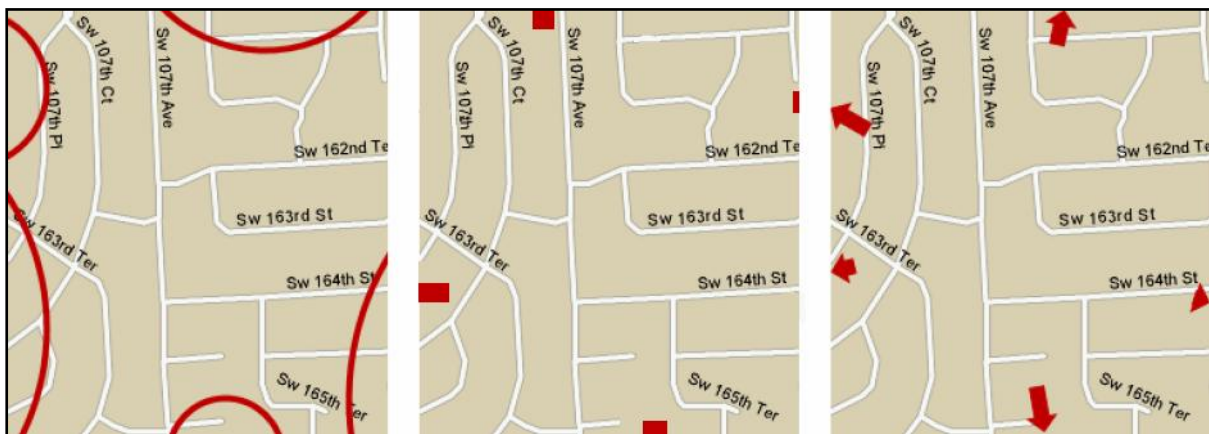 Sw 107th Ct
Sw 107th Ave
Sw 107th Pl
Sw 162nd Te
Sw 163rd St
Sw 163rd Ter
Sw 164th St
Sw 165th Ter
Sw 107th Ct
Sw 107th Ave
Sw 107th Pl
Sw 162nd Ter
Sw 163rd St
Sw 163rd Ter
Sw 164th St
Sw 165th Ter
Sw 107th Ct
Sw 107th Ave
Sw 107th Pl
Sw 162nd Te
Sw 163rd St
Sw 163rd Ter
Sw 164th St
Sw 165th Ter